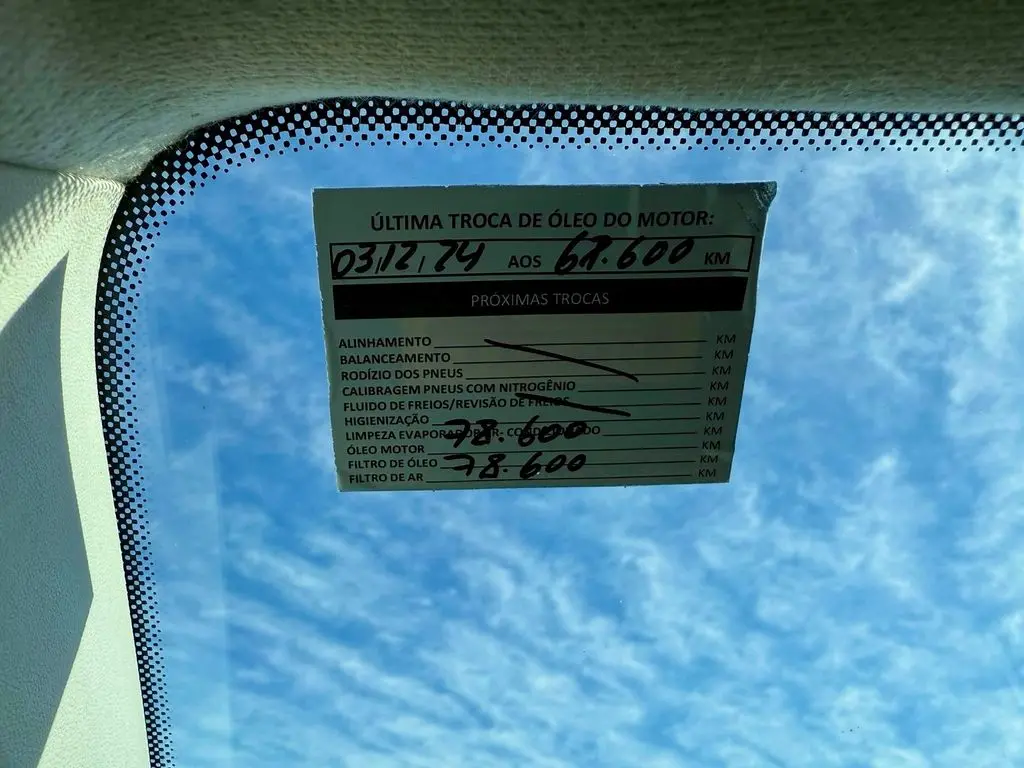 ÚLTIMA TROCA DE ÓLEO DO MOTOR:
03,12,24 AOS 68.600 KM
PRÓXIMAS TROCAS
ALINHAMENTO KM
BALANCEAMENTO KM
RODÍZIO DOS PNEUS KM
CALIBRAGEM PNEUS COM NITROGÊNIO KM
FLUIDO DE FREIOS/REVISÃO DE FREIOS KM
HIGIENIZAÇÃO KM
LIMPEZA EVAPORADOR AR- CONDICIONADO KM
ÓLEO MOTOR 78.600 KM
FILTRO DE ÓLEO 78.600 KM
FILTRO DE AR KM